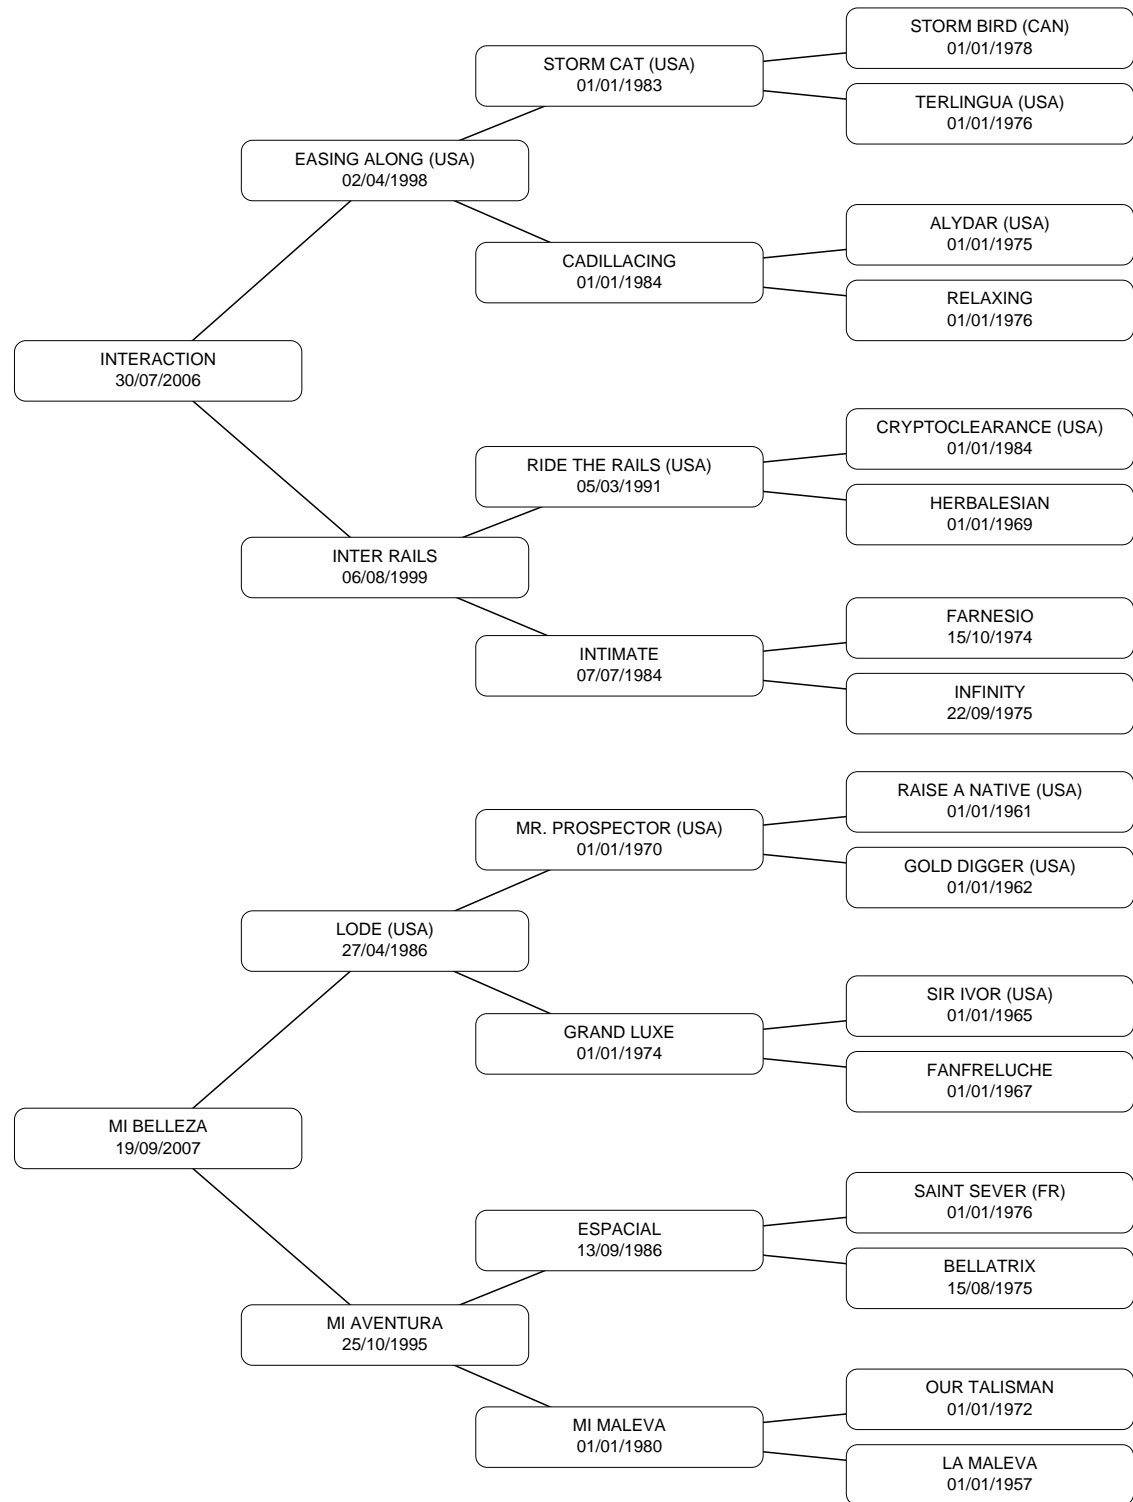 STORM BIRD (CAN)
01/01/1978
STORM CAT (USA)
01/01/1983
TERLINGUA (USA)
01/01/1976
EASING ALONG (USA)
02/04/1998
ALYDAR (USA)
01/01/1975
CADILLACING
01/01/1984
RELAXING
01/01/1976
INTERACTION
30/07/2006
CRYPTOCLEARANCE (USA)
01/01/1984
RIDE THE RAILS (USA)
05/03/1991
HERBALESIAN
01/01/1969
INTER RAILS
06/08/1999
FARNESIO
15/10/1974
INTIMATE
07/07/1984
INFINITY
22/09/1975
RAISE A NATIVE (USA)
01/01/1961
MR. PROSPECTOR (USA)
01/01/1970
GOLD DIGGER (USA)
01/01/1962
LODE (USA)
27/04/1986
SIR IVOR (USA)
01/01/1965
GRAND LUXE
01/01/1974
FANFRELUCHE
01/01/1967
MI BELLEZA
19/09/2007
SAINT SEVER (FR)
01/01/1976
ESPACIAL
13/09/1986
BELLATRIX
15/08/1975
MI AVENTURA
25/10/1995
OUR TALISMAN
01/01/1972
MI MALEVA
01/01/1980
LA MALEVA
01/01/1957